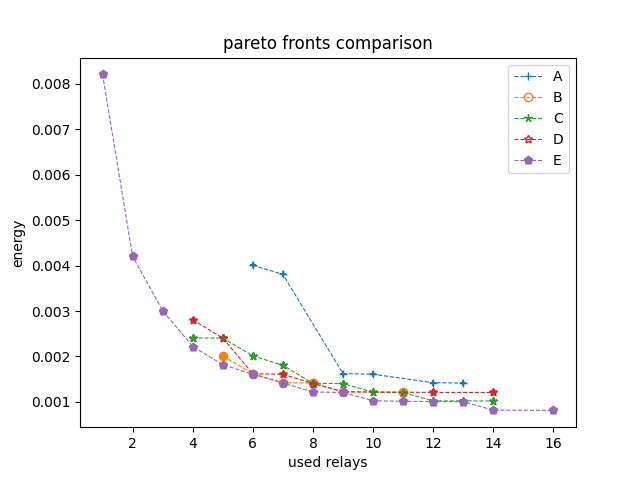 pareto fronts comparison
A
B
C
D
E
0.008
0.007
0.006
0.005
0.004
0.003
0.002
0.001
energy
2 4 6 8 10 12 14 16
used relays